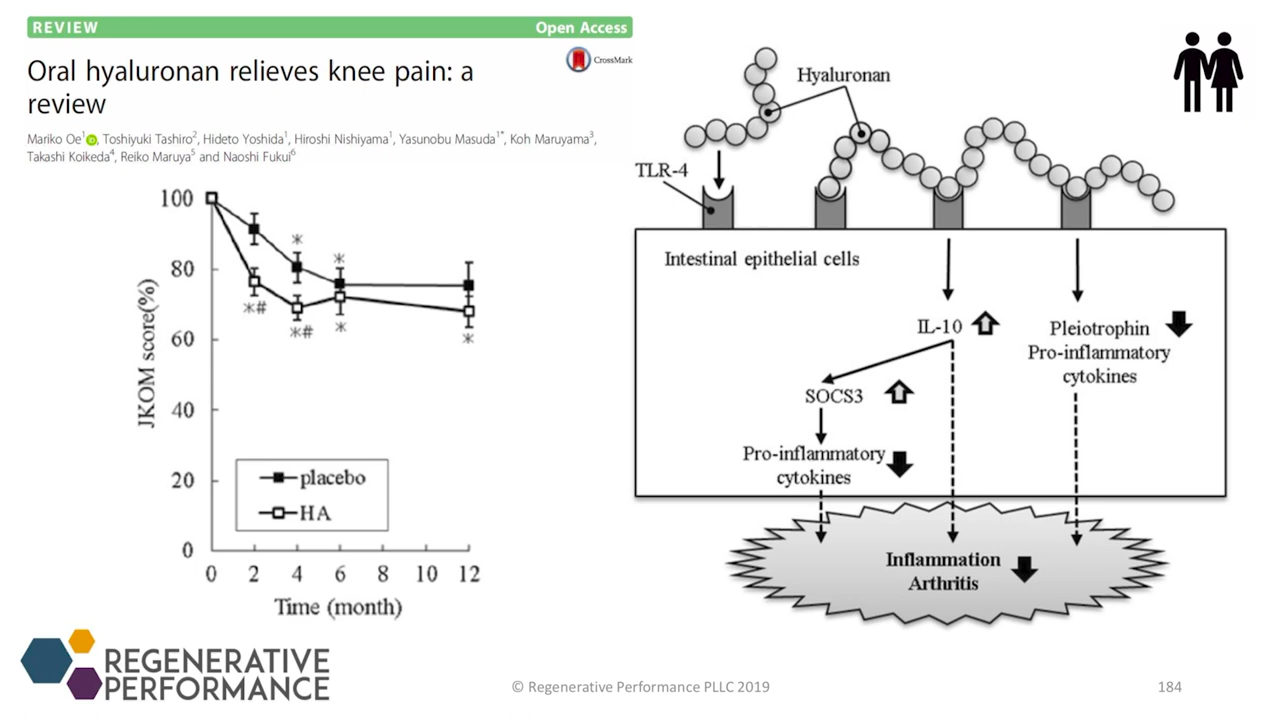 REVIEW
Open Access
Oral hyaluronan relieves knee pain: a
review
CrossMark
Mariko Oe1 iD, Toshiyuki Tashiro2, Hideto Yoshida1, Hiroshi Nishiyama1, Yasunobu Masuda1*, Koh Maruyama3,
Takashi Koikeda4, Reiko Maruya5 and Naoshi Fukui6
100
80
60
40
20
0
JKOM score(%)
*
*
*#
*#
*
*
placebo
HA
0 2 4 6 8 10 12
Time (month)
Hyaluronan
TLR-4
Intestinal epithelial cells
IL-10
SOCS3
Pro-inflammatory
cytokines
Pleiotrophin
Pro-inflammatory
cytokines
Inflammation
Arthritis
REGENERATIVE
PERFORMANCE
© Regenerative Performance PLLC 2019
184